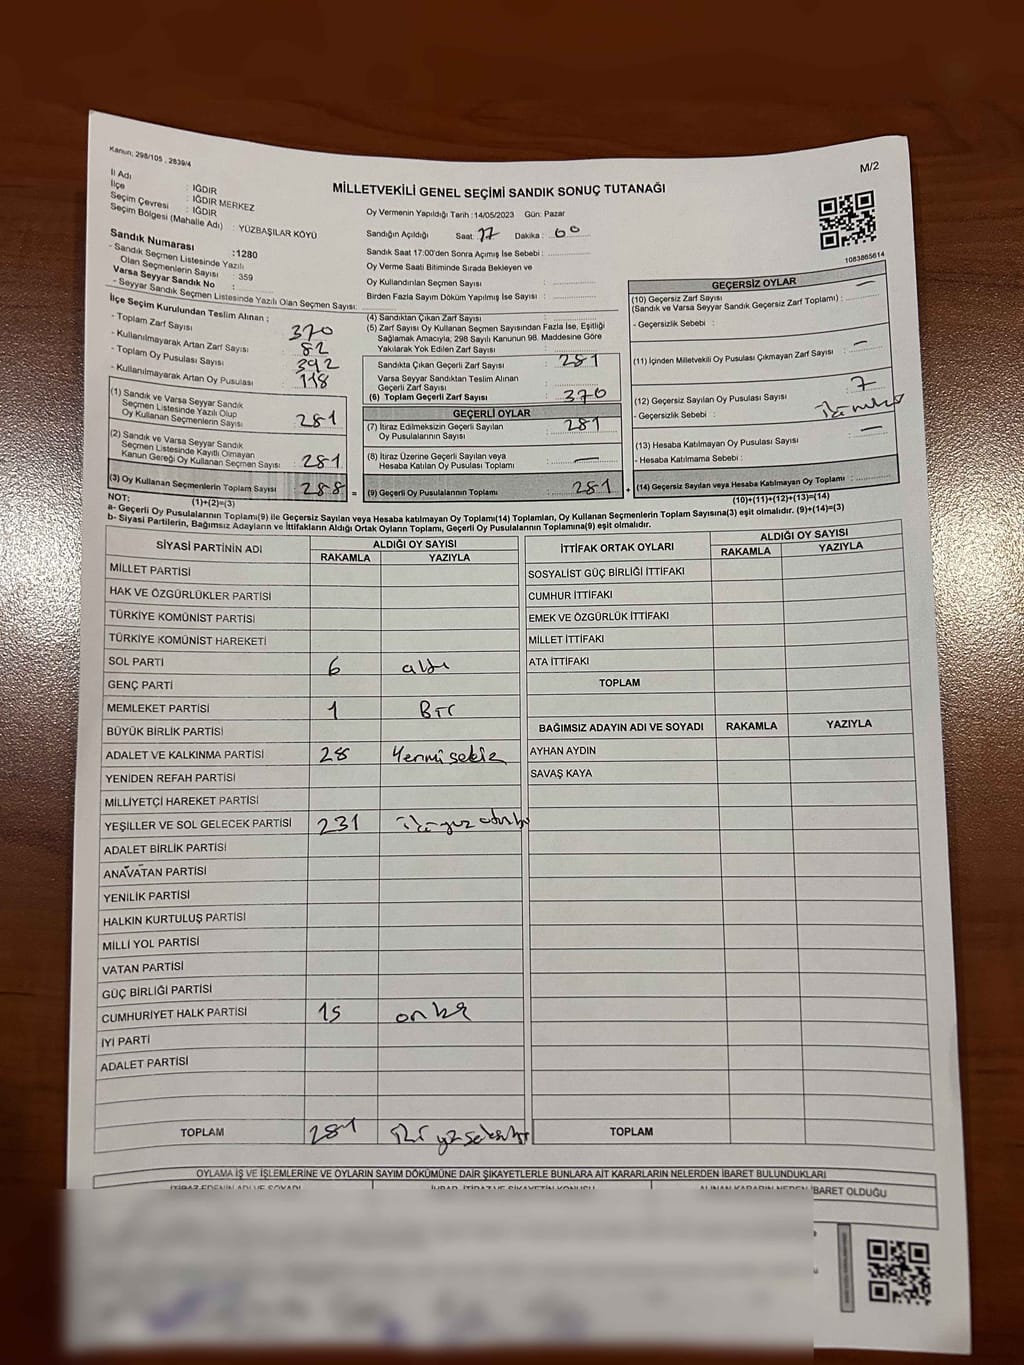 Kanun; 298/105 , 2839/4
M/2
MİLLETVEKİLİ GENEL SEÇİMİ SANDIK SONUÇ TUTANAĞI
İl Adı : IĞDIR
İlçe : IĞDIR MERKEZ
Seçim Çevresi : IĞDIR
Seçim Bölgesi (Mahalle Adı) : YÜZBAŞILAR KÖYÜ
Sandık Numarası :1280
- Sandık Seçmen Listesinde Yazılı
Olan Seçmenlerin Sayısı : 359
Varsa Seyyar Sandık No :
- Seyyar Sandık Seçmen Listesinde Yazılı Olan Seçmen Sayısı:
İlçe Seçim Kurulundan Teslim Alınan ;
- Toplam Zarf Sayısı : 370
- Kullanılmayarak Artan Zarf Sayısı : 82
- Toplam Oy Pusulası Sayısı : 392
- Kullanılmayarak Artan Oy Pusulası : 118
(1) Sandık ve Varsa Seyyar Sandık
Seçmen Listesinde Yazılı Olup
Oy Kullanan Seçmenlerin Sayısı : 281
(2) Sandık ve Varsa Seyyar Sandık
Seçmen Listesinde Kayıtlı Olmayan
Kanun Gereği Oy Kullanan Seçmen Sayısı : 281
(3) Oy Kullanan Seçmenlerin Toplam Sayısı : 288 =
(1)+(2)=(3)
Oy Vermenin Yapıldığı Tarih :14/05/2023 Gün: Pazar
Sandığın Açıldığı Saat: 17 Dakika : 60
Sandık Saat 17:00'den Sonra Açımış İse Sebebi :
Oy Verme Saati Bitiminde Sırada Bekleyen ve
Oy Kullandırılan Seçmen Sayısı :
Birden Fazla Sayım Döküm Yapılmış İse Sayısı :
(4) Sandıktan Çıkan Zarf Sayısı :
(5) Zarf Sayısı Oy Kullanan Seçmen Sayısından Fazla İse, Eşitliği
Sağlamak Amacıyla; 298 Sayılı Kanunun 98. Maddesine Göre
Yakılarak Yok Edilen Zarf Sayısı :
Sandıkta Çıkan Geçerli Zarf Sayısı : 281
Varsa Seyyar Sandıktan Teslim Alınan
Geçerli Zarf Sayısı :
(6) Toplam Geçerli Zarf Sayısı : 370
GEÇERLİ OYLAR
(7) İtiraz Edilmeksizin Geçerli Sayılan
Oy Pusulalarının Sayısı : 281
(8) İtiraz Üzerine Geçerli Sayılan veya
Hesaba Katılan Oy Pusulası Toplamı : —
(9) Geçerli Oy Pusulalarının Toplamı : 281 +
1083865614
GEÇERSİZ OYLAR
(10) Geçersiz Zarf Sayısı
(Sandık ve Varsa Seyyar Sandık Geçersiz Zarf Toplamı) : —
- Geçersizlik Sebebi :
(11) İçinden Milletvekili Oy Pusulası Çıkmayan Zarf Sayısı : —
(12) Geçersiz Sayılan Oy Pusulası Sayısı : 7
- Geçersizlik Sebebi :
(13) Hesaba Katılmayan Oy Pusulası Sayısı : —
- Hesaba Katılmama Sebebi :
(14) Geçersiz Sayılan veya Hesaba Katılmayan Oy Toplamı :
(10)+(11)+(12)+(13)=(14)
NOT:
a- Geçerli Oy Pusulalarının Toplamı(9) ile Geçersiz Sayılan veya Hesaba katılmayan Oy Toplamı(14) Toplamları, Oy Kullanan Seçmenlerin Toplam Sayısına(3) eşit olmalıdır. (9)+(14)=(3)
b- Siyasi Partilerin, Bağımsız Adayların ve İttifakların Aldığı Ortak Oyların Toplamı, Geçerli Oy Pusulalarının Toplamına(9) eşit olmalıdır.
SİYASİ PARTİNİN ADI
ALDIĞI OY SAYISI
RAKAMLA YAZIYLA
MİLLET PARTİSİ
HAK VE ÖZGÜRLÜKLER PARTİSİ
TÜRKİYE KOMÜNİST PARTİSİ
TÜRKİYE KOMÜNİST HAREKETİ
SOL PARTİ 6 altı
GENÇ PARTİ
MEMLEKET PARTİSİ 1 Bir
BÜYÜK BİRLİK PARTİSİ
ADALET VE KALKINMA PARTİSİ 28 Yermi sekiz
YENİDEN REFAH PARTİSİ
MİLLİYETÇİ HAREKET PARTİSİ
YEŞİLLER VE SOL GELECEK PARTİSİ 231
ADALET BİRLİK PARTİSİ
ANAVATAN PARTİSİ
YENİLİK PARTİSİ
HALKIN KURTULUŞ PARTİSİ
MİLLİ YOL PARTİSİ
VATAN PARTİSİ
GÜÇ BİRLİĞİ PARTİSİ
CUMHURİYET HALK PARTİSİ 15
İYİ PARTİ
ADALET PARTİSİ
TOPLAM 281
İTTİFAK ORTAK OYLARI
ALDIĞI OY SAYISI
RAKAMLA YAZIYLA
SOSYALİST GÜÇ BİRLİĞİ İTTİFAKI
CUMHUR İTTİFAKI
EMEK VE ÖZGÜRLÜK İTTİFAKI
MİLLET İTTİFAKI
ATA İTTİFAKI
TOPLAM
BAĞIMSIZ ADAYIN ADI VE SOYADI RAKAMLA YAZIYLA
AYHAN AYDIN
SAVAŞ KAYA
TOPLAM
OYLAMA İŞ VE İŞLEMLERİNE VE OYLARIN SAYIM DÖKÜMÜNE DAİR ŞİKAYETLERLE BUNLARA AİT KARARLARIN NELERDEN İBARET BULUNDUKLARI
İTİRAZ EDENİN ADI VE SOYADI İHBAR, İTİRAZ VE ŞİKAYETİN KONUSU ALINAN KARARIN NEDEN İBARET OLDUĞU